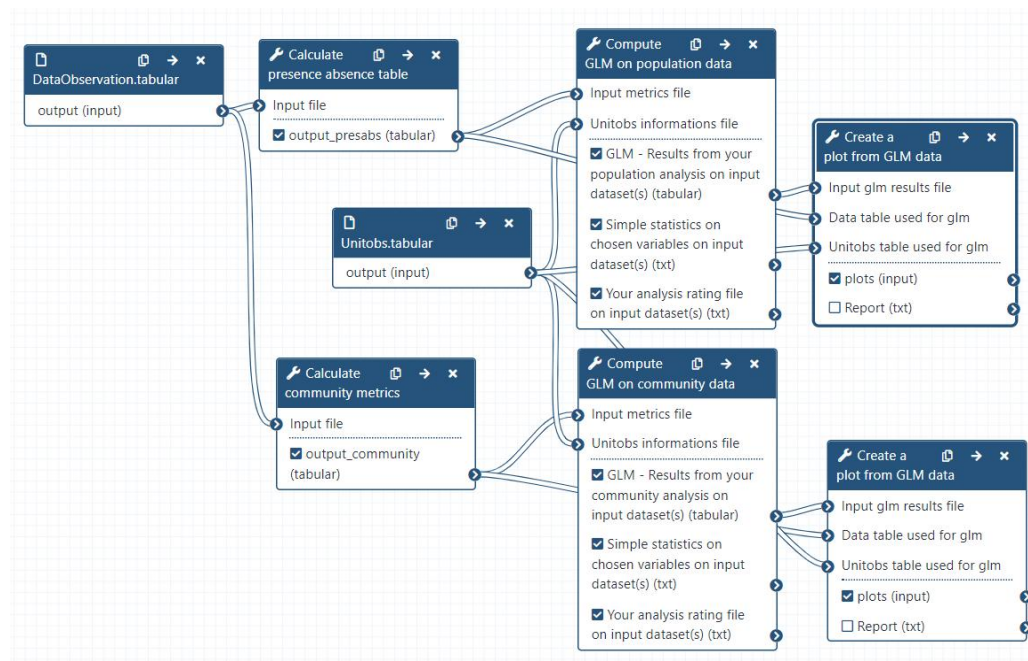 DataObservation.tabular
output (input)
Calculate
presence absence table
Input file
output_presabs (tabular)
Unitobs.tabular
output (input)
Calculate
community metrics
Input file
output_community
(tabular)
Compute
GLM on population data
Input metrics file
Unitobs informations file
GLM - Results from your
population analysis on input
dataset(s) (tabular)
Simple statistics on
chosen variables on input
dataset(s) (txt)
Your analysis rating file
on input dataset(s) (txt)
Compute
GLM on community data
Input metrics file
Unitobs informations file
GLM - Results from your
community analysis on
input dataset(s) (tabular)
Simple statistics on
chosen variables on input
dataset(s) (txt)
Your analysis rating file
on input dataset(s) (txt)
Create a
plot from GLM data
Input glm results file
Data table used for glm
Unitobs table used for glm
plots (input)
Report (txt)
Create a
plot from GLM data
Input glm results file
Data table used for glm
Unitobs table used for glm
plots (input)
Report (txt)